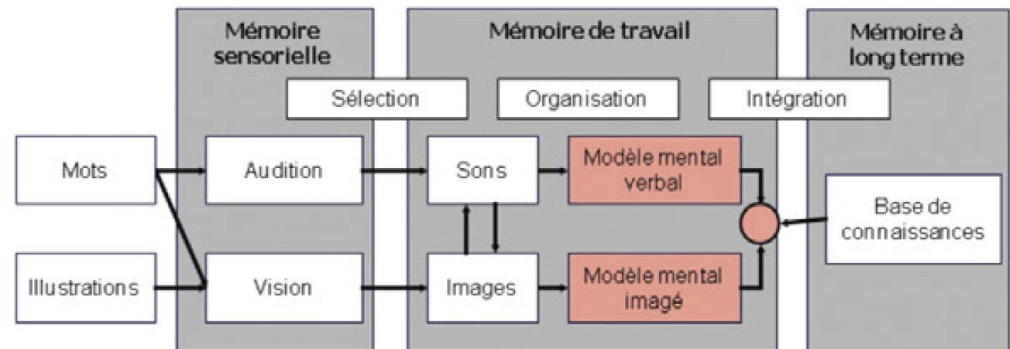 Mémoire
sensorielle
Mémoire de travail
Mémoire à
long terme
Sélection
Organisation
Intégration
Mots
Audition
Sons
Modèle mental
verbal
Base de
connaissances
Illustrations
Vision
Images
Modèle mental
imagé